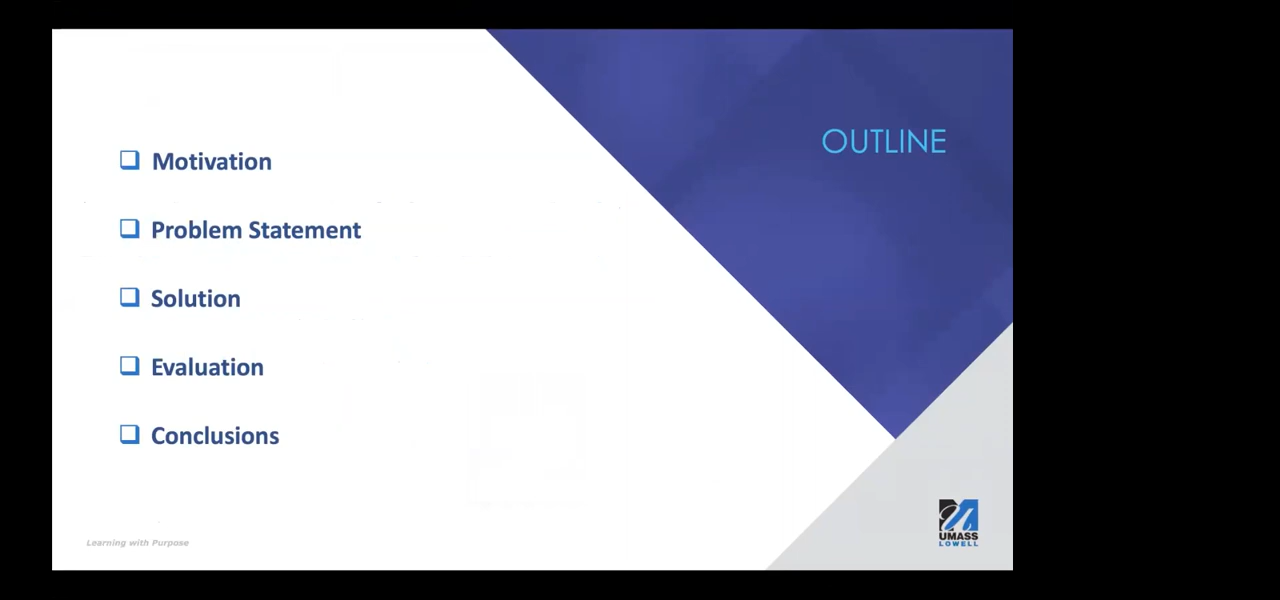 OUTLINE
Motivation
Problem Statement
Solution
Evaluation
Conclusions
Learning with Purpose
UMASS
LOWELL